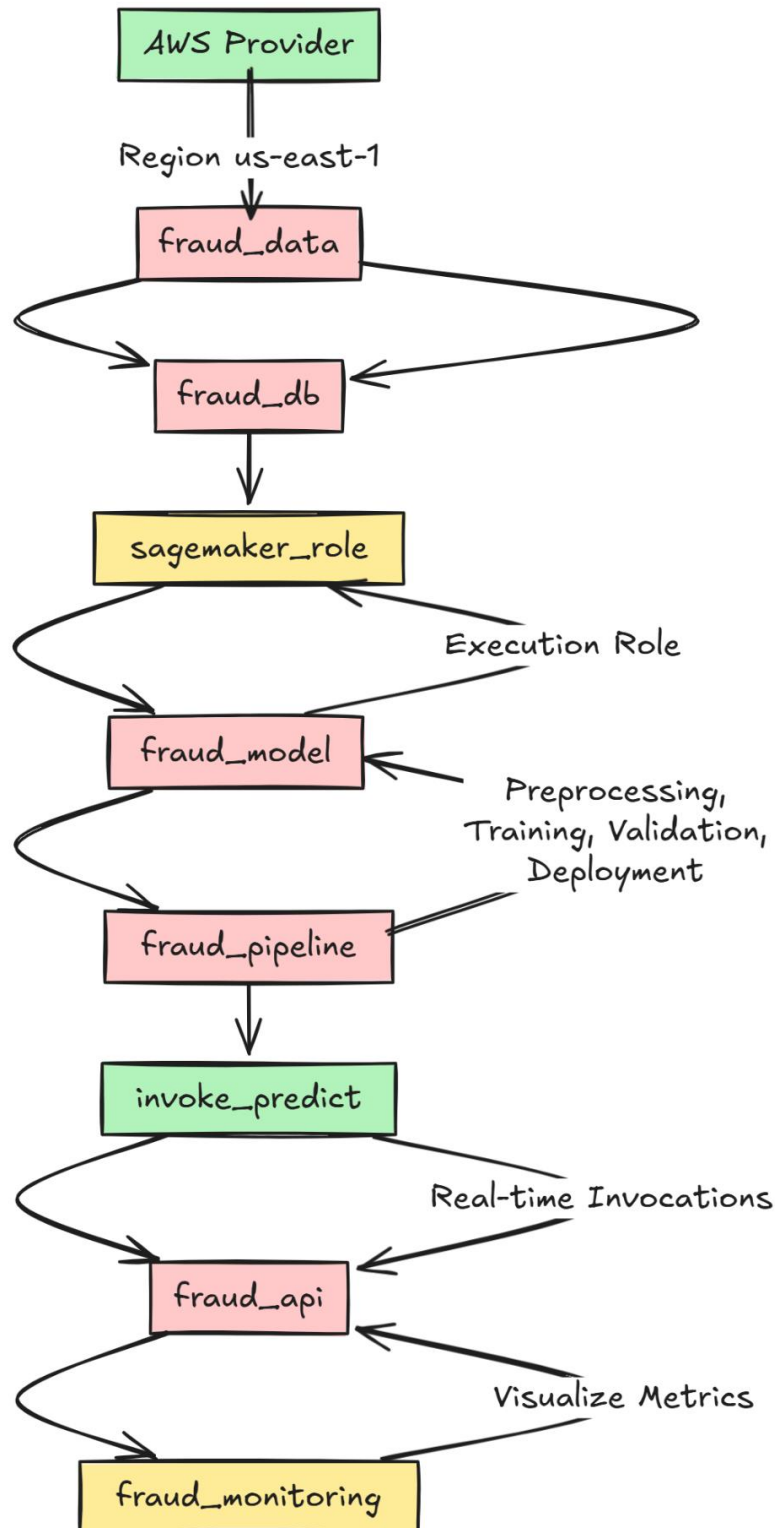 AWS Provider
Region us-east-1
fraud_data
fraud_db
sagemaker_role
Execution Role
fraud_model
Preprocessing,
Training, Validation,
Deployment
fraud_pipeline
invoke_predict
Real-time Invocations
fraud_api
Visualize Metrics
fraud_monitoring